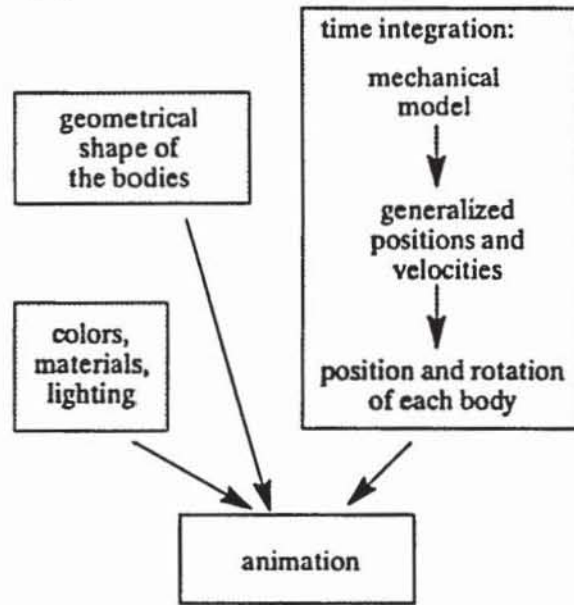 time integration:
mechanical
model
geometrical
shape of
the bodies
generalized
positions and
velocities
colors,
materials,
lighting
position and rotation
of each body
animation